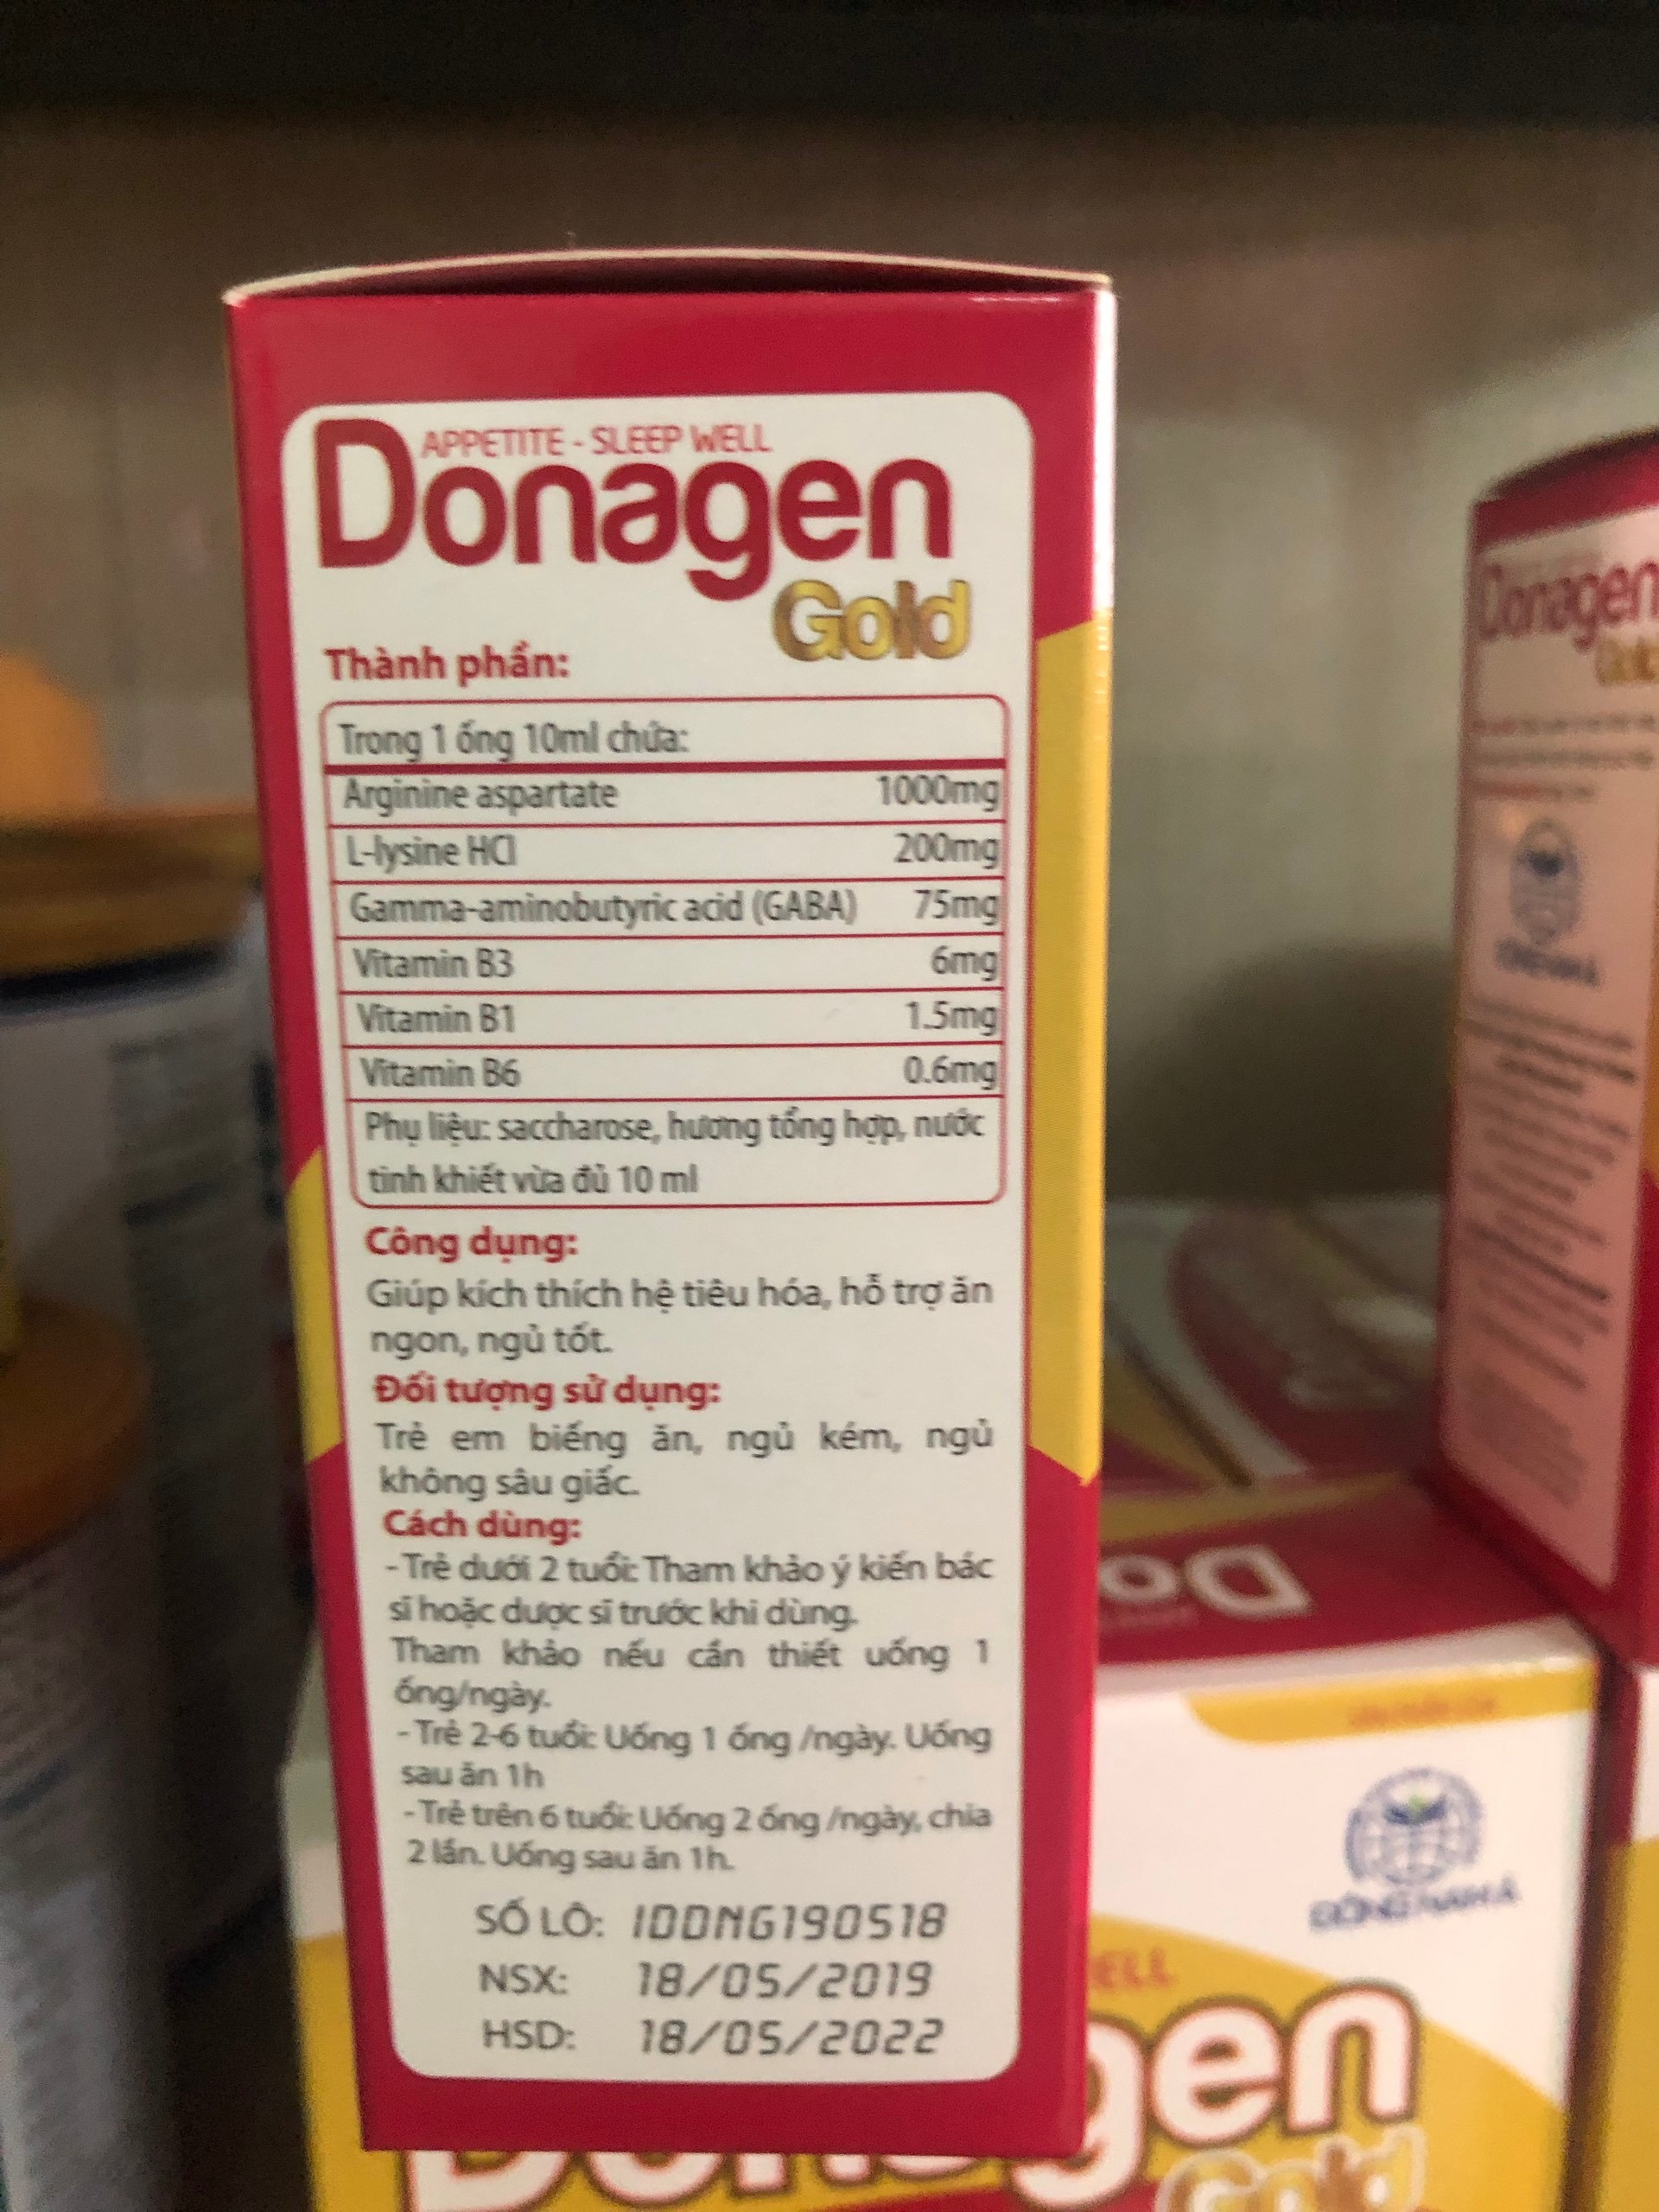 APPETITE - SLEEP WELL
Donagen
Gold
Thành phần:
Trong 1 ống 10ml chứa:
Arginine aspartate 1000mg
L-lysine HCl 200mg
Gamma-aminobutyric acid (GABA) 75mg
Vitamin B3 6mg
Vitamin B1 1.5mg
Vitamin B6 0.6mg
Phụ liệu: saccharose, hương tổng hợp, nước
tinh khiết vừa đủ 10 ml
Công dụng:
Giúp kích thích hệ tiêu hóa, hỗ trợ ăn
ngon, ngủ tốt.
Đối tượng sử dụng:
Trẻ em biếng ăn, ngủ kém, ngủ
không sâu giấc.
Cách dùng:
- Trẻ dưới 2 tuổi: Tham khảo ý kiến bác
sĩ hoặc dược sĩ trước khi dùng.
Tham khảo nếu cần thiết uống 1
ống/ngày.
- Trẻ 2-6 tuổi: Uống 1 ống /ngày. Uống
sau ăn 1h
- Trẻ trên 6 tuổi: Uống 2 ống /ngày, chia
2 lần. Uống sau ăn 1h.
SỐ LÔ: IDDNG190518
NSX: 18/05/2019
HSD: 18/05/2022
Donagen
Gold
Do
ELL
Donagen
Gold